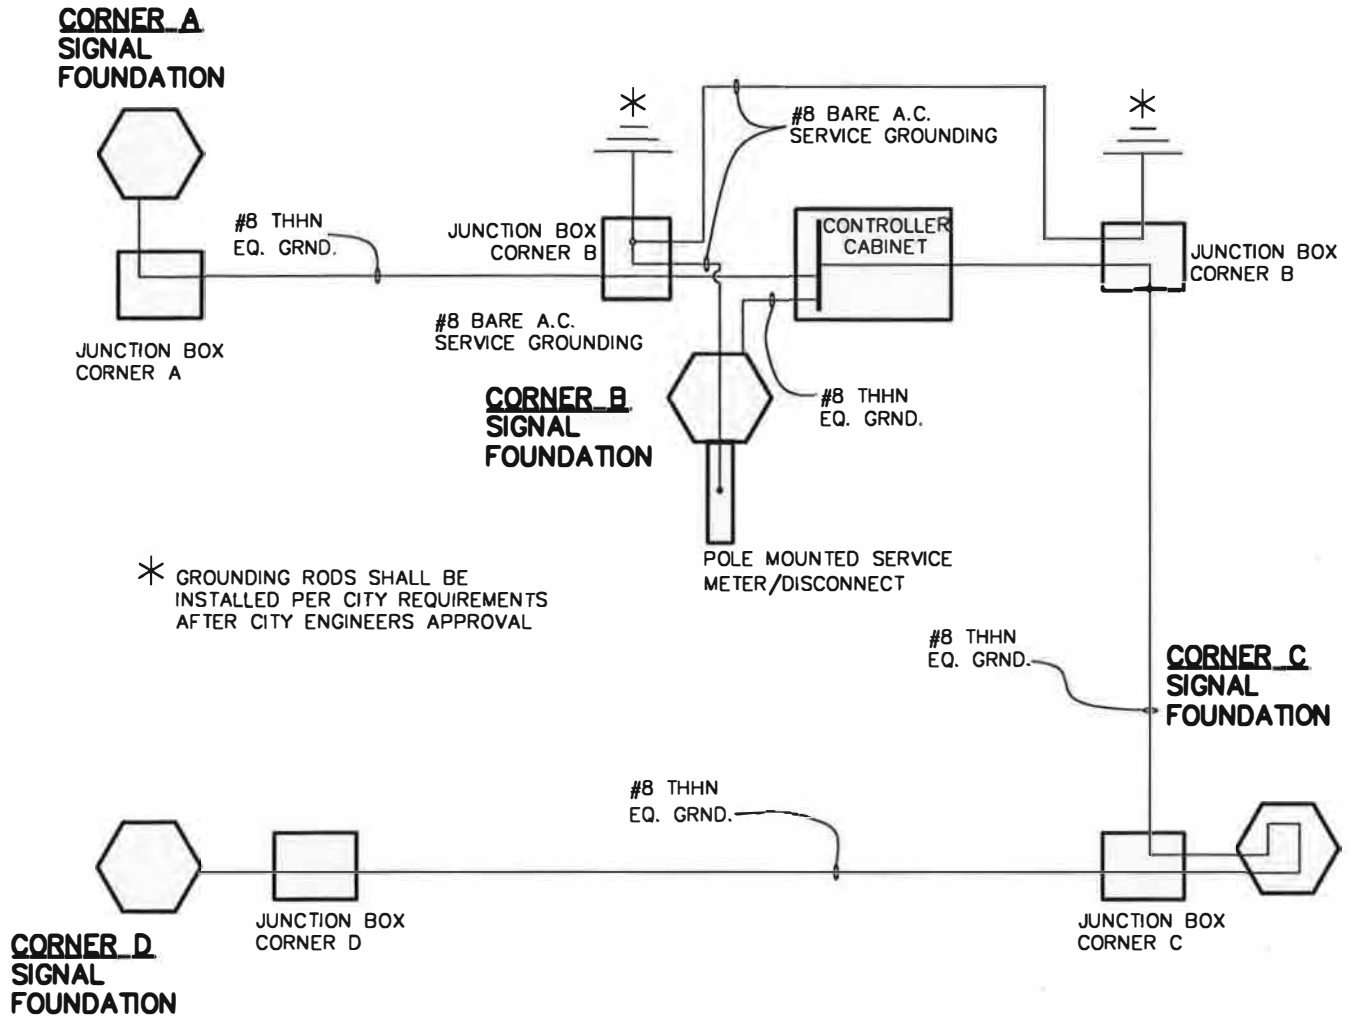 CORNER A
SIGNAL
FOUNDATION
#8 THHN
EQ. GRND.
JUNCTION BOX
CORNER A
JUNCTION BOX
CORNER B
#8 BARE A.C.
SERVICE GROUNDING
#8 BARE A.C.
SERVICE GROUNDING
CONTROLLER
CABINET
JUNCTION BOX
CORNER B
CORNER B
SIGNAL
FOUNDATION
#8 THHN
EQ. GRND.
POLE MOUNTED SERVICE
METER/DISCONNECT
* GROUNDING RODS SHALL BE
INSTALLED PER CITY REQUIREMENTS
AFTER CITY ENGINEERS APPROVAL
#8 THHN
EQ. GRND.
CORNER C
SIGNAL
FOUNDATION
#8 THHN
EQ. GRND.
JUNCTION BOX
CORNER D
JUNCTION BOX
CORNER C
CORNER D
SIGNAL
FOUNDATION